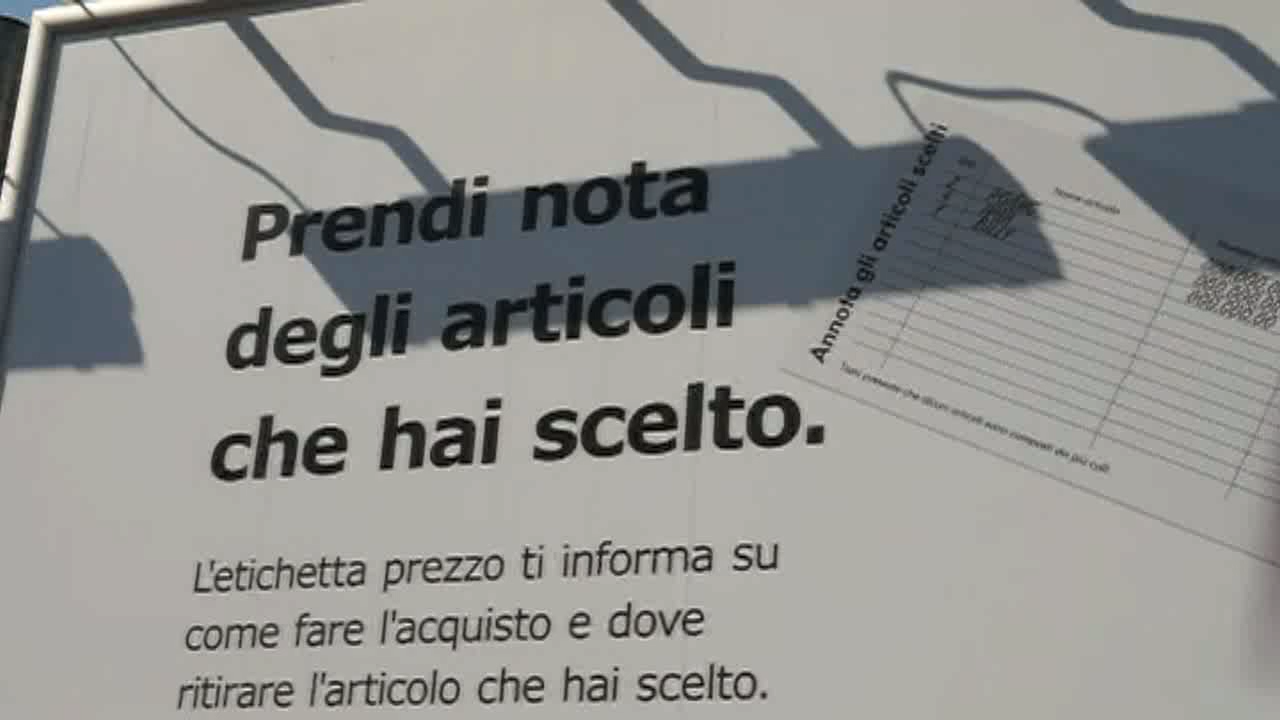 Prendi nota
degli articoli
che hai scelto.
L'etichetta prezzo ti informa su
come fare l'acquisto e dove
ritirare l'articolo che hai scelto.
Annota gli articoli scelti